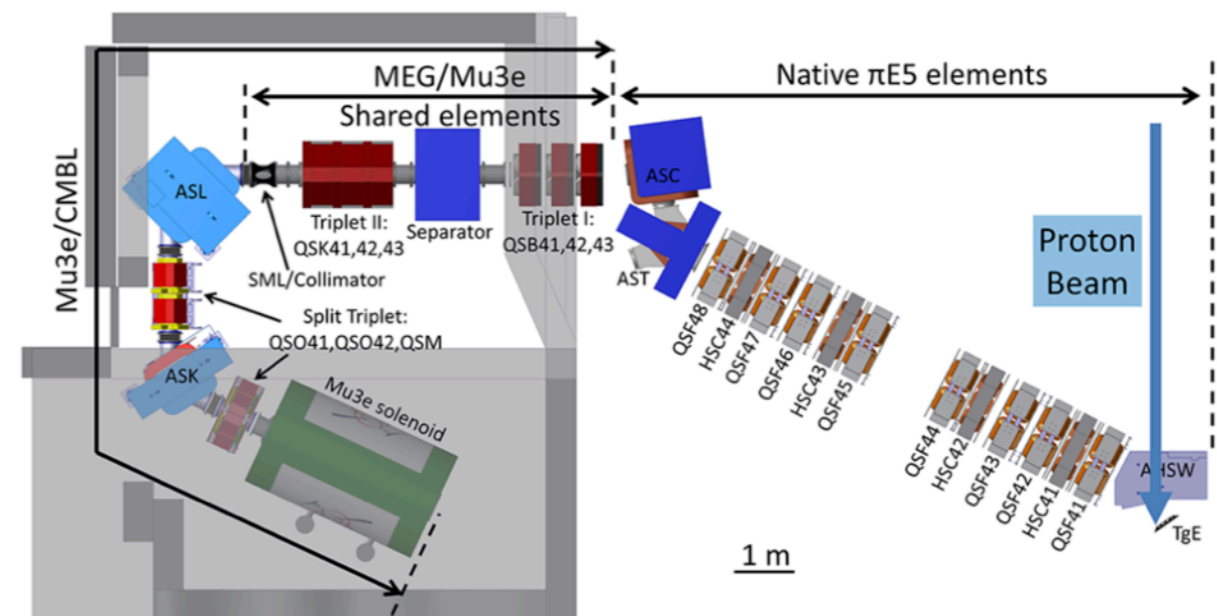 MEG/Mu3e
Shared elements
Native πE5 elements
Mu3e/CMBL
ASL
ASC
Triplet II:
QSK41,42,43
Separator
Triplet I:
QSB41,42,43
AST
SML/Collimator
Proton
Beam
Split Triplet:
QSO41,QSO42,QSM
ASK
Mu3e solenoid
QSF48
HSC44
QSF47
QSF46
HSC43
QSF45
QSF44
HSC42
QSF43
QSF42
HSC41
QSF41
AHSW
TgE
1 m